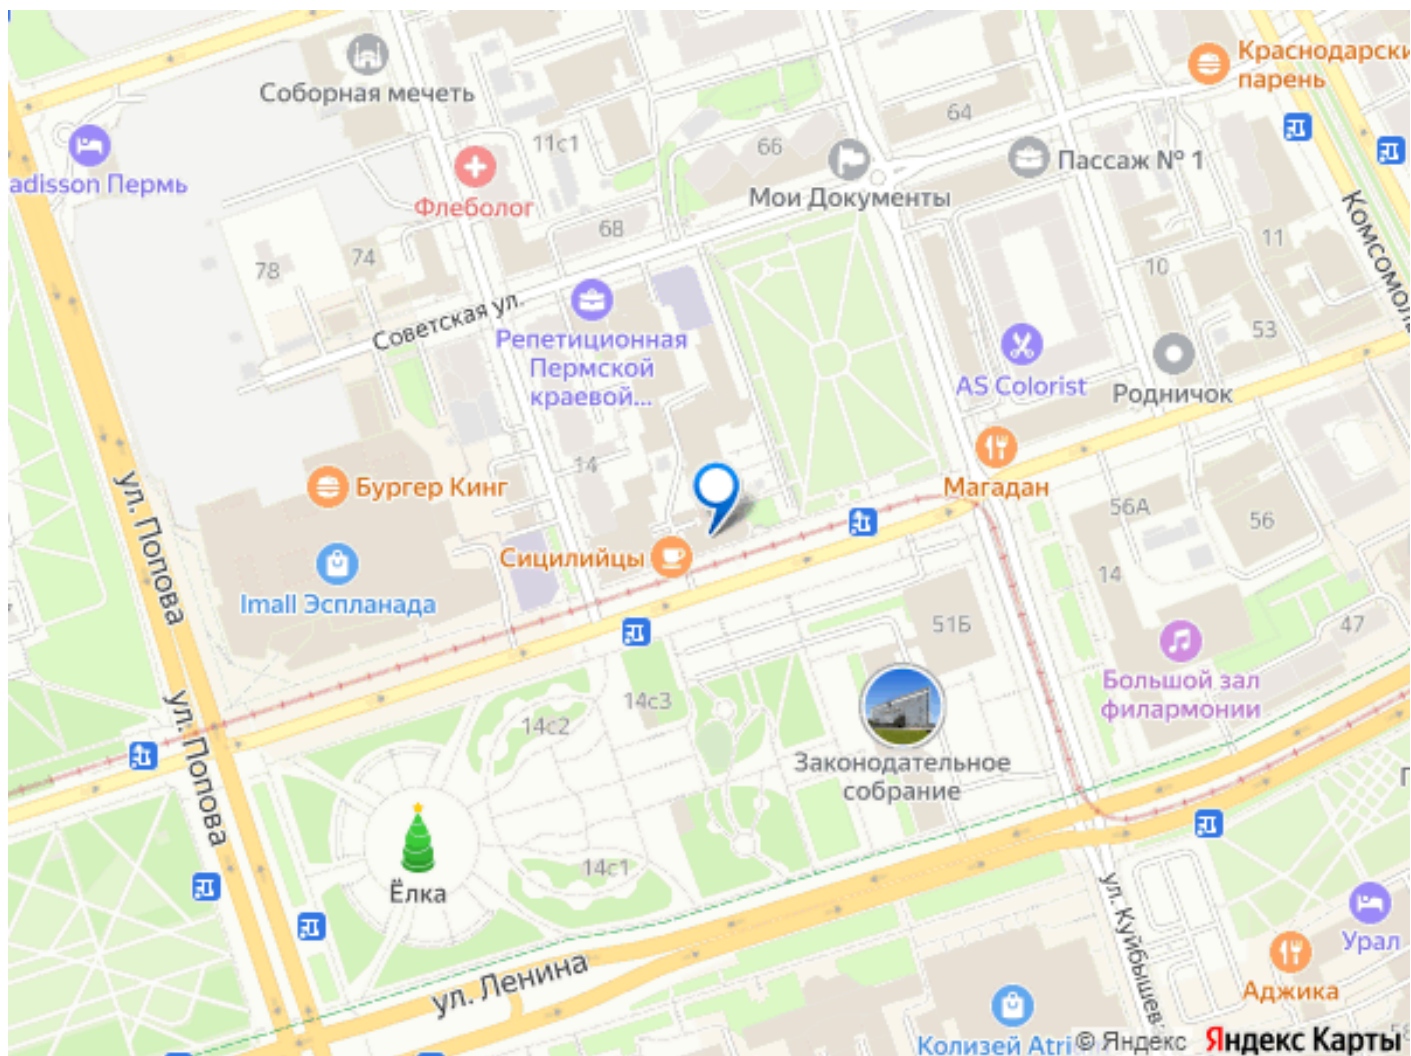 Соборная мечеть
Краснодарски
парень
64
11с1
66
adisson Пермь
Флеболог
Мои Документы
Пассаж № 1
Комсомол
68
74
78
11
10
53
Советская ул.
Репетиционная
Пермской
краевой...
AS Colorist
Родничок
14
Бургер Кинг
Магадан
ул. Попова
56А
56
Сицилийцы
14
Imall Эспланада
51Б
47
14с3
14с2
Большой зал
филармонии
ул. Попова
Законодательное
собрание
14с1
Ёлка
ул. Куйбышев
ул. Ленина
Урал
Аджика
Колизей Atri
© Яндекс Яндекс Карты